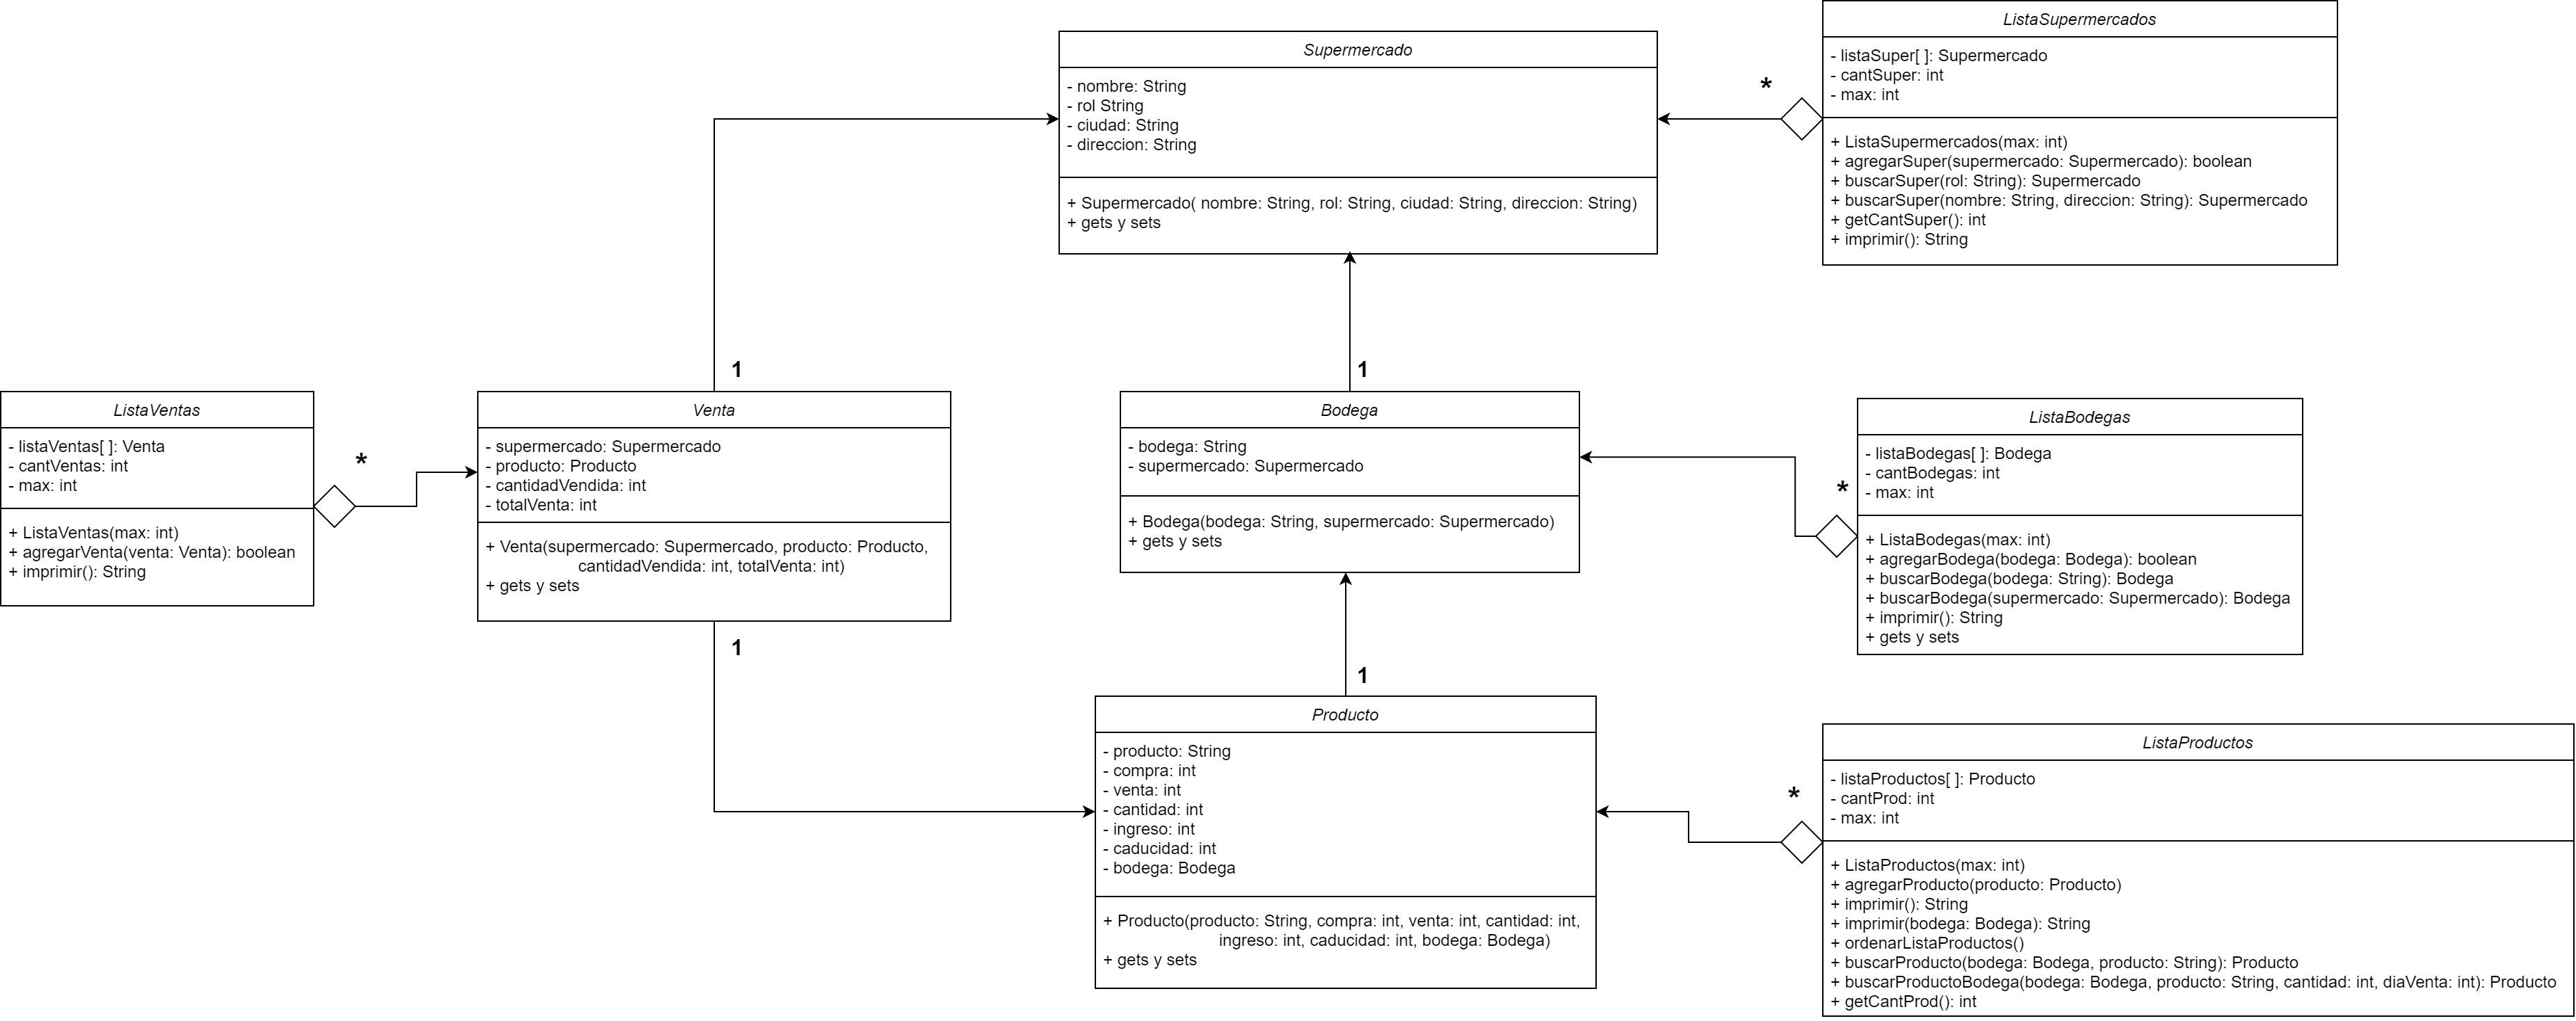 Supermercado
- nombre: String
- rol String
- ciudad: String
- direccion: String
+ Supermercado( nombre: String, rol: String, ciudad: String, direccion: String)
+ gets y sets
ListaSupermercados
- listaSuper[ ]: Supermercado
- cantSuper: int
- max: int
+ ListaSupermercados(max: int)
+ agregarSuper(supermercado: Supermercado): boolean
+ buscarSuper(rol: String): Supermercado
+ buscarSuper(nombre: String, direccion: String): Supermercado
+ getCantSuper(): int
+ imprimir(): String
*
1
1
ListaVentas
- listaVentas[ ]: Venta
- cantVentas: int
- max: int
+ ListaVentas(max: int)
+ agregarVenta(venta: Venta): boolean
+ imprimir(): String
*
Venta
- supermercado: Supermercado
- producto: Producto
- cantidadVendida: int
- totalVenta: int
+ Venta(supermercado: Supermercado, producto: Producto,
cantidadVendida: int, totalVenta: int)
+ gets y sets
Bodega
- bodega: String
- supermercado: Supermercado
+ Bodega(bodega: String, supermercado: Supermercado)
+ gets y sets
*
ListaBodegas
- listaBodegas[ ]: Bodega
- cantBodegas: int
- max: int
+ ListaBodegas(max: int)
+ agregarBodega(bodega: Bodega): boolean
+ buscarBodega(bodega: String): Bodega
+ buscarBodega(supermercado: Supermercado): Bodega
+ imprimir(): String
+ gets y sets
1
1
Producto
- producto: String
- compra: int
- venta: int
- cantidad: int
- ingreso: int
- caducidad: int
- bodega: Bodega
+ Producto(producto: String, compra: int, venta: int, cantidad: int,
ingreso: int, caducidad: int, bodega: Bodega)
+ gets y sets
*
ListaProductos
- listaProductos[ ]: Producto
- cantProd: int
- max: int
+ ListaProductos(max: int)
+ agregarProducto(producto: Producto)
+ imprimir(): String
+ imprimir(bodega: Bodega): String
+ ordenarListaProductos()
+ buscarProducto(bodega: Bodega, producto: String): Producto
+ buscarProductoBodega(bodega: Bodega, producto: String, cantidad: int, diaVenta: int): Producto
+ getCantProd(): int